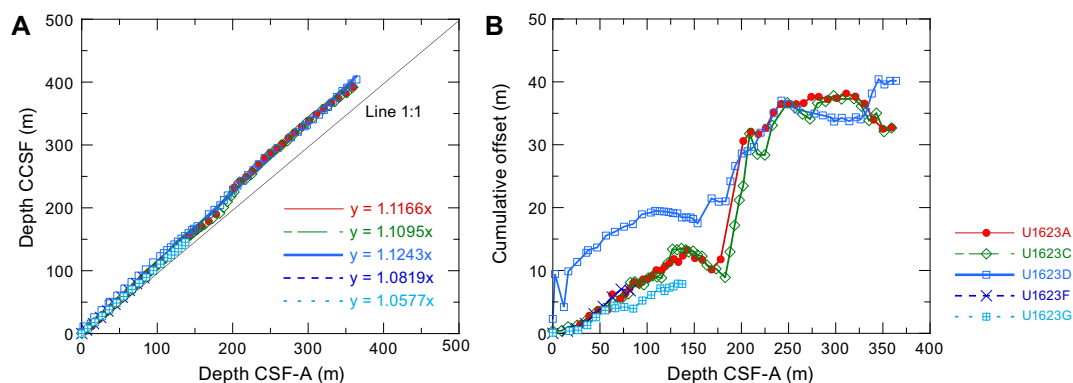 A
500
400
300
200
100
0
Depth CCSF (m)
Line 1:1
y = 1.1166x
y = 1.1095x
y = 1.1243x
y = 1.0819x
y = 1.0577x
0
100
200
300
400
500
Depth CSF-A (m)
B
50
40
30
20
10
0
Cumulative offset (m)
0
50
100
150
200
250
300
350
400
Depth CSF-A (m)
U1623A
U1623C
U1623D
U1623F
U1623G